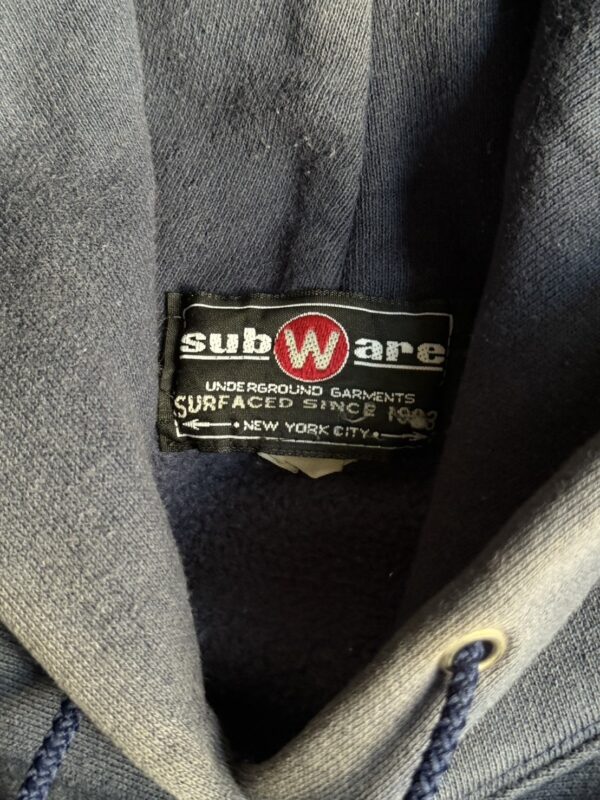 subWare
UNDERGROUND GARMENTS
SURFACED SINCE
NEW YORK CITY